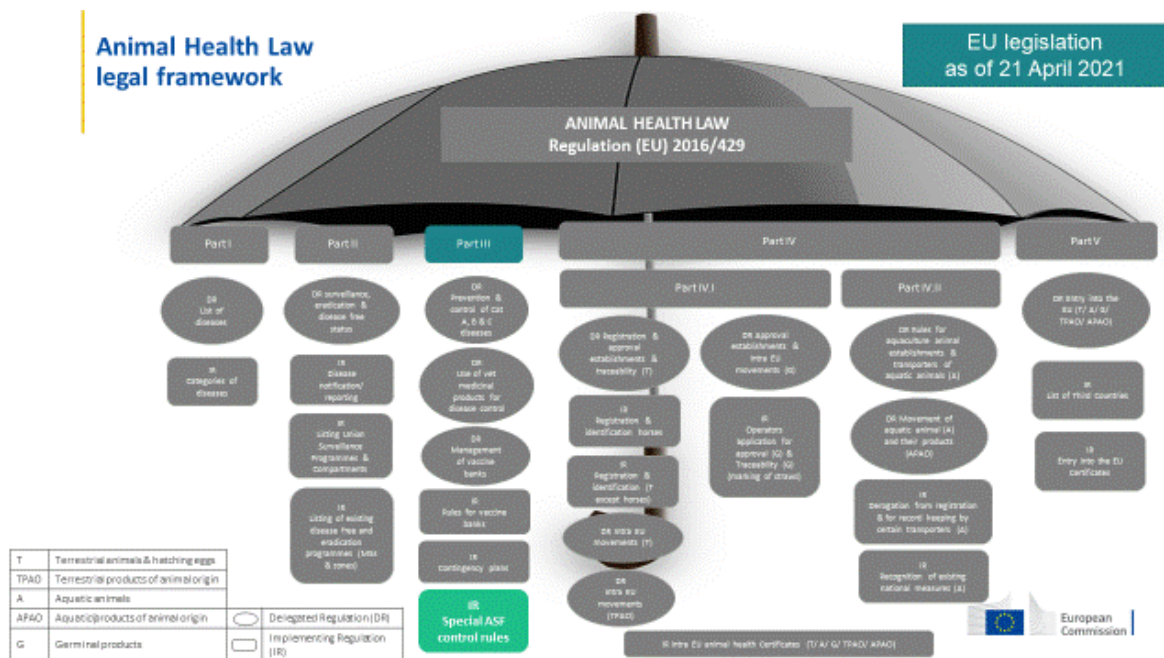 Animal Health Law
legal framework
EU legislation
as of 21 April 2021
ANIMAL HEALTH LAW
Regulation (EU) 2016/429
Part I
Part II
Part III
Part IV
Part V
Part IV.I
Part IV.II
DR
List of
diseases
IR
Categories of
diseases
DR surveillance,
eradication &
disease free
status
IR
Disease
notification/
reporting
IR
Listing Union
Surveillance
Programmes &
Compartments
IR
Listing of existing
disease free and
eradication
programmes (MSs
& zones)
DR
Prevention &
control of cat
A, B & C
diseases
DR
Use of vet
medicinal
products for
disease control
DR
Management
of vaccine
banks
IR
Rules for vaccine
banks
IR
Contingency plans
IR
Special ASF
control rules
DR Registration &
approval
establishments &
traceability (T)
IR
Registration &
identification horses
IR
Registration &
identification (T
except horses)
DR Intra EU
movements (T)
DR
Intra EU
movements
(TPAO)
DR Approval
establishments &
Intra EU
movements (G)
IR
Operators
application for
approval (G) &
Traceability (G)
(marking of straws)
DR Rules for
aquaculture animal
establishments &
transporters of
aquatic animals (A)
DR Movement of
aquatic animal (A)
and their products
(APAO)
IR
Derogation from registration
& for record keeping by
certain transporters (A)
IR
Recognition of existing
national measures (A)
DR Entry into the
EU (T/ A/ G/
TPAO/ APAO)
IR
List of Third Countries
IR
Entry into the EU
Certificates
IR Intra EU animal health Certificates (T/ A/ G/ TPAO/ APAO)
T Terrestrial animals & hatching eggs
TPAO Terrestrial products of animal origin
A Aquatic animals
APAO Aquatic products of animal origin
G Germinal products
Delegated Regulation (DR)
Implementing Regulation
(IR)
European
Commission